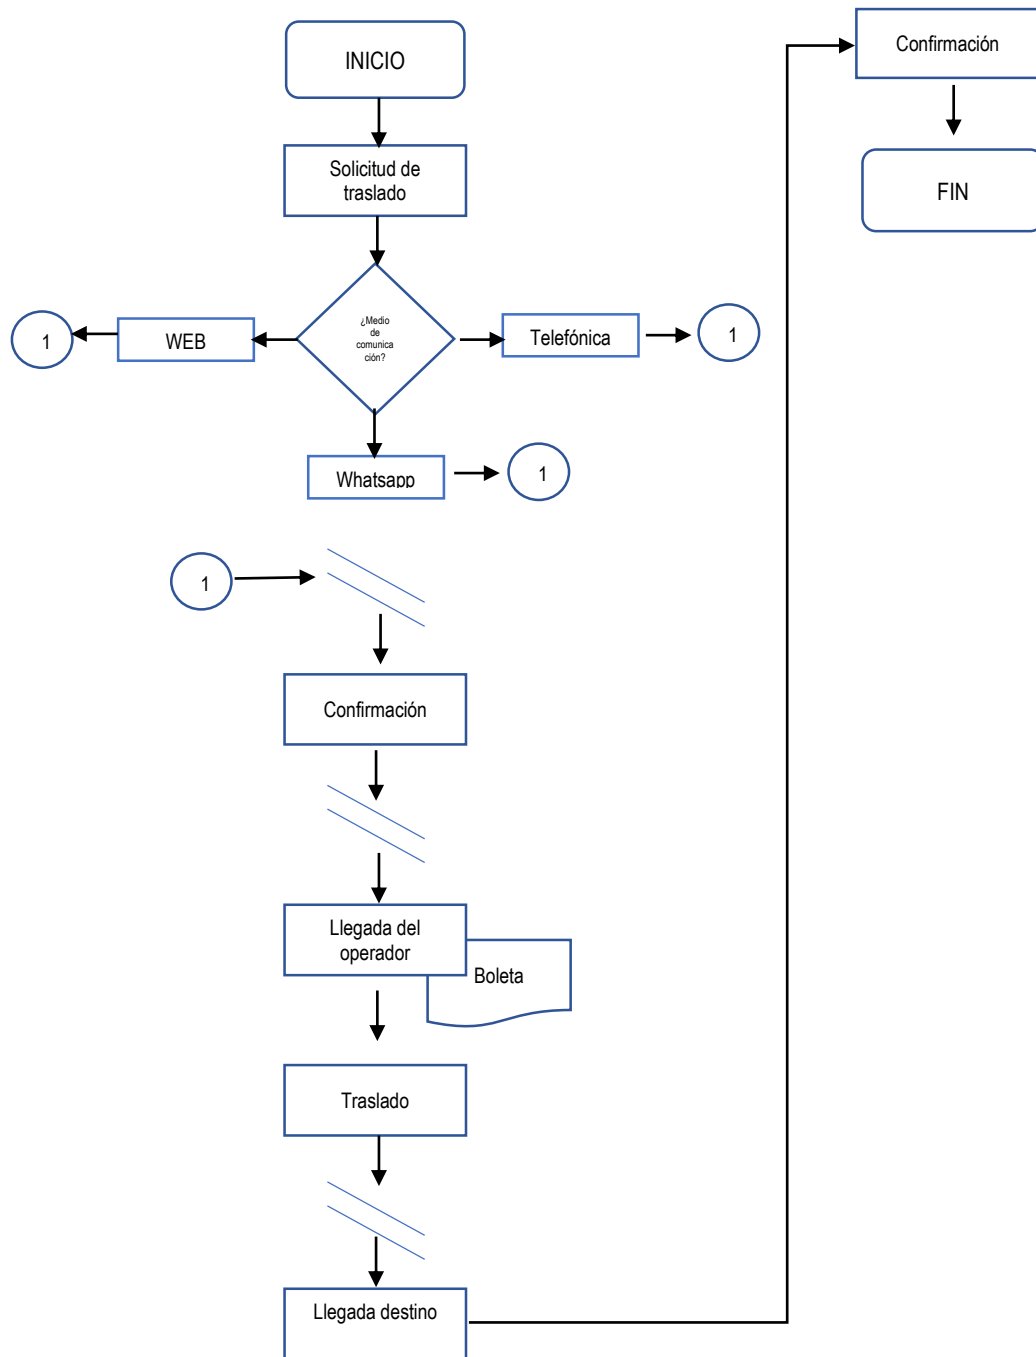 INICIO
Solicitud de
traslado
¿Medio
de
comunica
ción?
1
WEB
Telefónica
1
Whatsapp
1
1
Confirmación
Llegada del
operador
Boleta
Traslado
Llegada destino
Confirmación
FIN